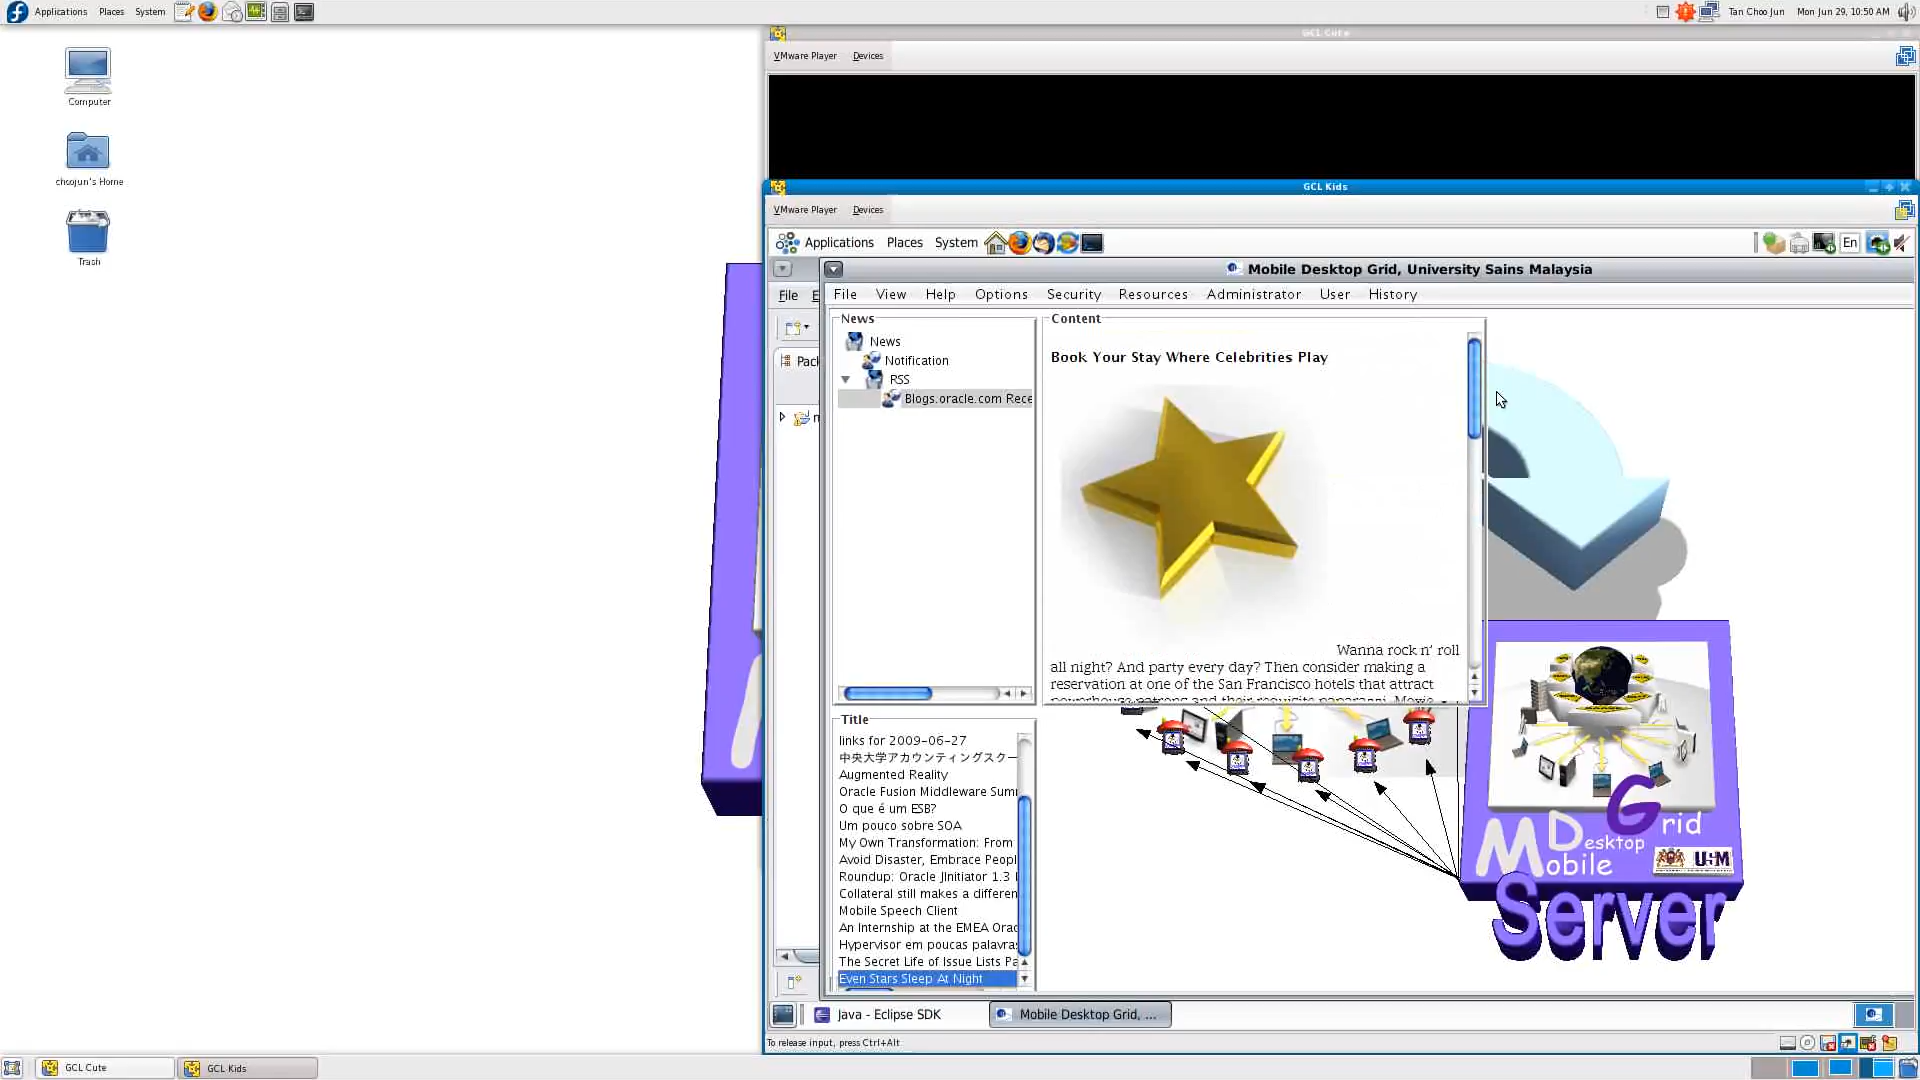 Applications Places System
Tan Choo Jun Mon Jun 29, 10:50 AM
Computer
choojun's Home
Trash
GCL Cute
VMware Player Devices
GCL Kids
VMware Player Devices
Applications Places System
En
Mobile Desktop Grid, University Sains Malaysia
File E
File View Help Options Security Resources Administrator User History
Pack
News
News
Notification
RSS
Blogs.oracle.com Rece
Content
Book Your Stay Where Celebrities Play
Wanna rock n' roll
all night? And party every day? Then consider making a
reservation at one of the San Francisco hotels that attract
Title
links for 2009-06-27
中央大学アカウンティングスクー
Augmented Reality
Oracle Fusion Middleware Sum
O que é um ESB?
Um pouco sobre SOA
My Own Transformation: From
Avoid Disaster, Embrace Peopl
Roundup: Oracle JInitiator 1.3
Collateral still makes a differen
Mobile Speech Client
An Internship at the EMEA Orac
Hypervisor em poucas palavras
The Secret Life of Issue Lists Pa
Even Stars Sleep At Night
Mobile Desktop Grid
USM
Server
Java - Eclipse SDK
Mobile Desktop Grid, ...
To release input, press Ctrl+Alt
GCL Cute
GCL Kids